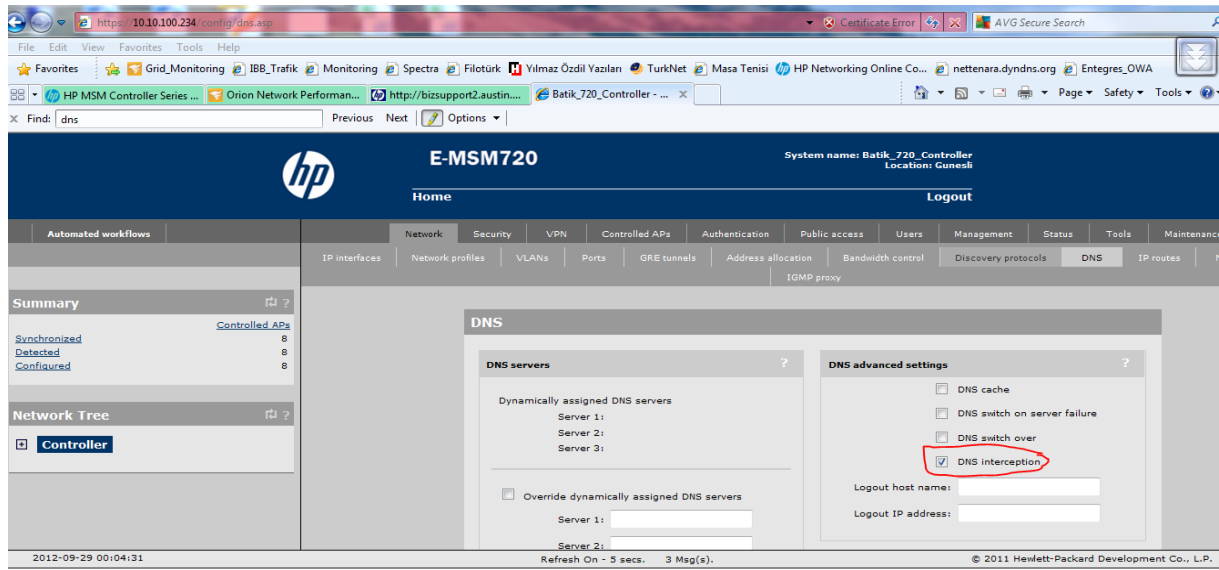 https://10.10.100.234/config/dns.asp Certificate Error AVG Secure Search
File Edit View Favorites Tools Help
Favorites Grid_Monitoring IBB_Trafik Monitoring Spectra Filotürk Yılmaz Özdil Yazıları TurkNet Masa Tenisi HP Networking Online Co... nettenara.dyndns.org Entegres_OWA
HP MSM Controller Series ... Orion Network Performan... http://bizsupport2.austin.... Batik_720_Controller - ... Page Safety Tools
Find: dns Previous Next Options
hp E-MSM720 System name: Batik_720_Controller
Location: Gunesli
Home Logout
Automated workflows Network Security VPN Controlled APs Authentication Public access Users Management Status Tools Maintenance
IP interfaces Network profiles VLANs Ports GRE tunnels Address allocation Bandwidth control Discovery protocols DNS IP routes
IGMP proxy
Summary ?
Controlled APs
Synchronized 8
Detected 8
Configured 8
Network Tree ?
Controller
DNS
DNS servers ?
Dynamically assigned DNS servers
Server 1:
Server 2:
Server 3:
Override dynamically assigned DNS servers
Server 1:
Server 2:
DNS advanced settings ?
DNS cache
DNS switch on server failure
DNS switch over
DNS interception
Logout host name:
Logout IP address:
2012-09-29 00:04:31 Refresh On - 5 secs. 3 Msg(s). © 2011 Hewlett-Packard Development Co., L.P.